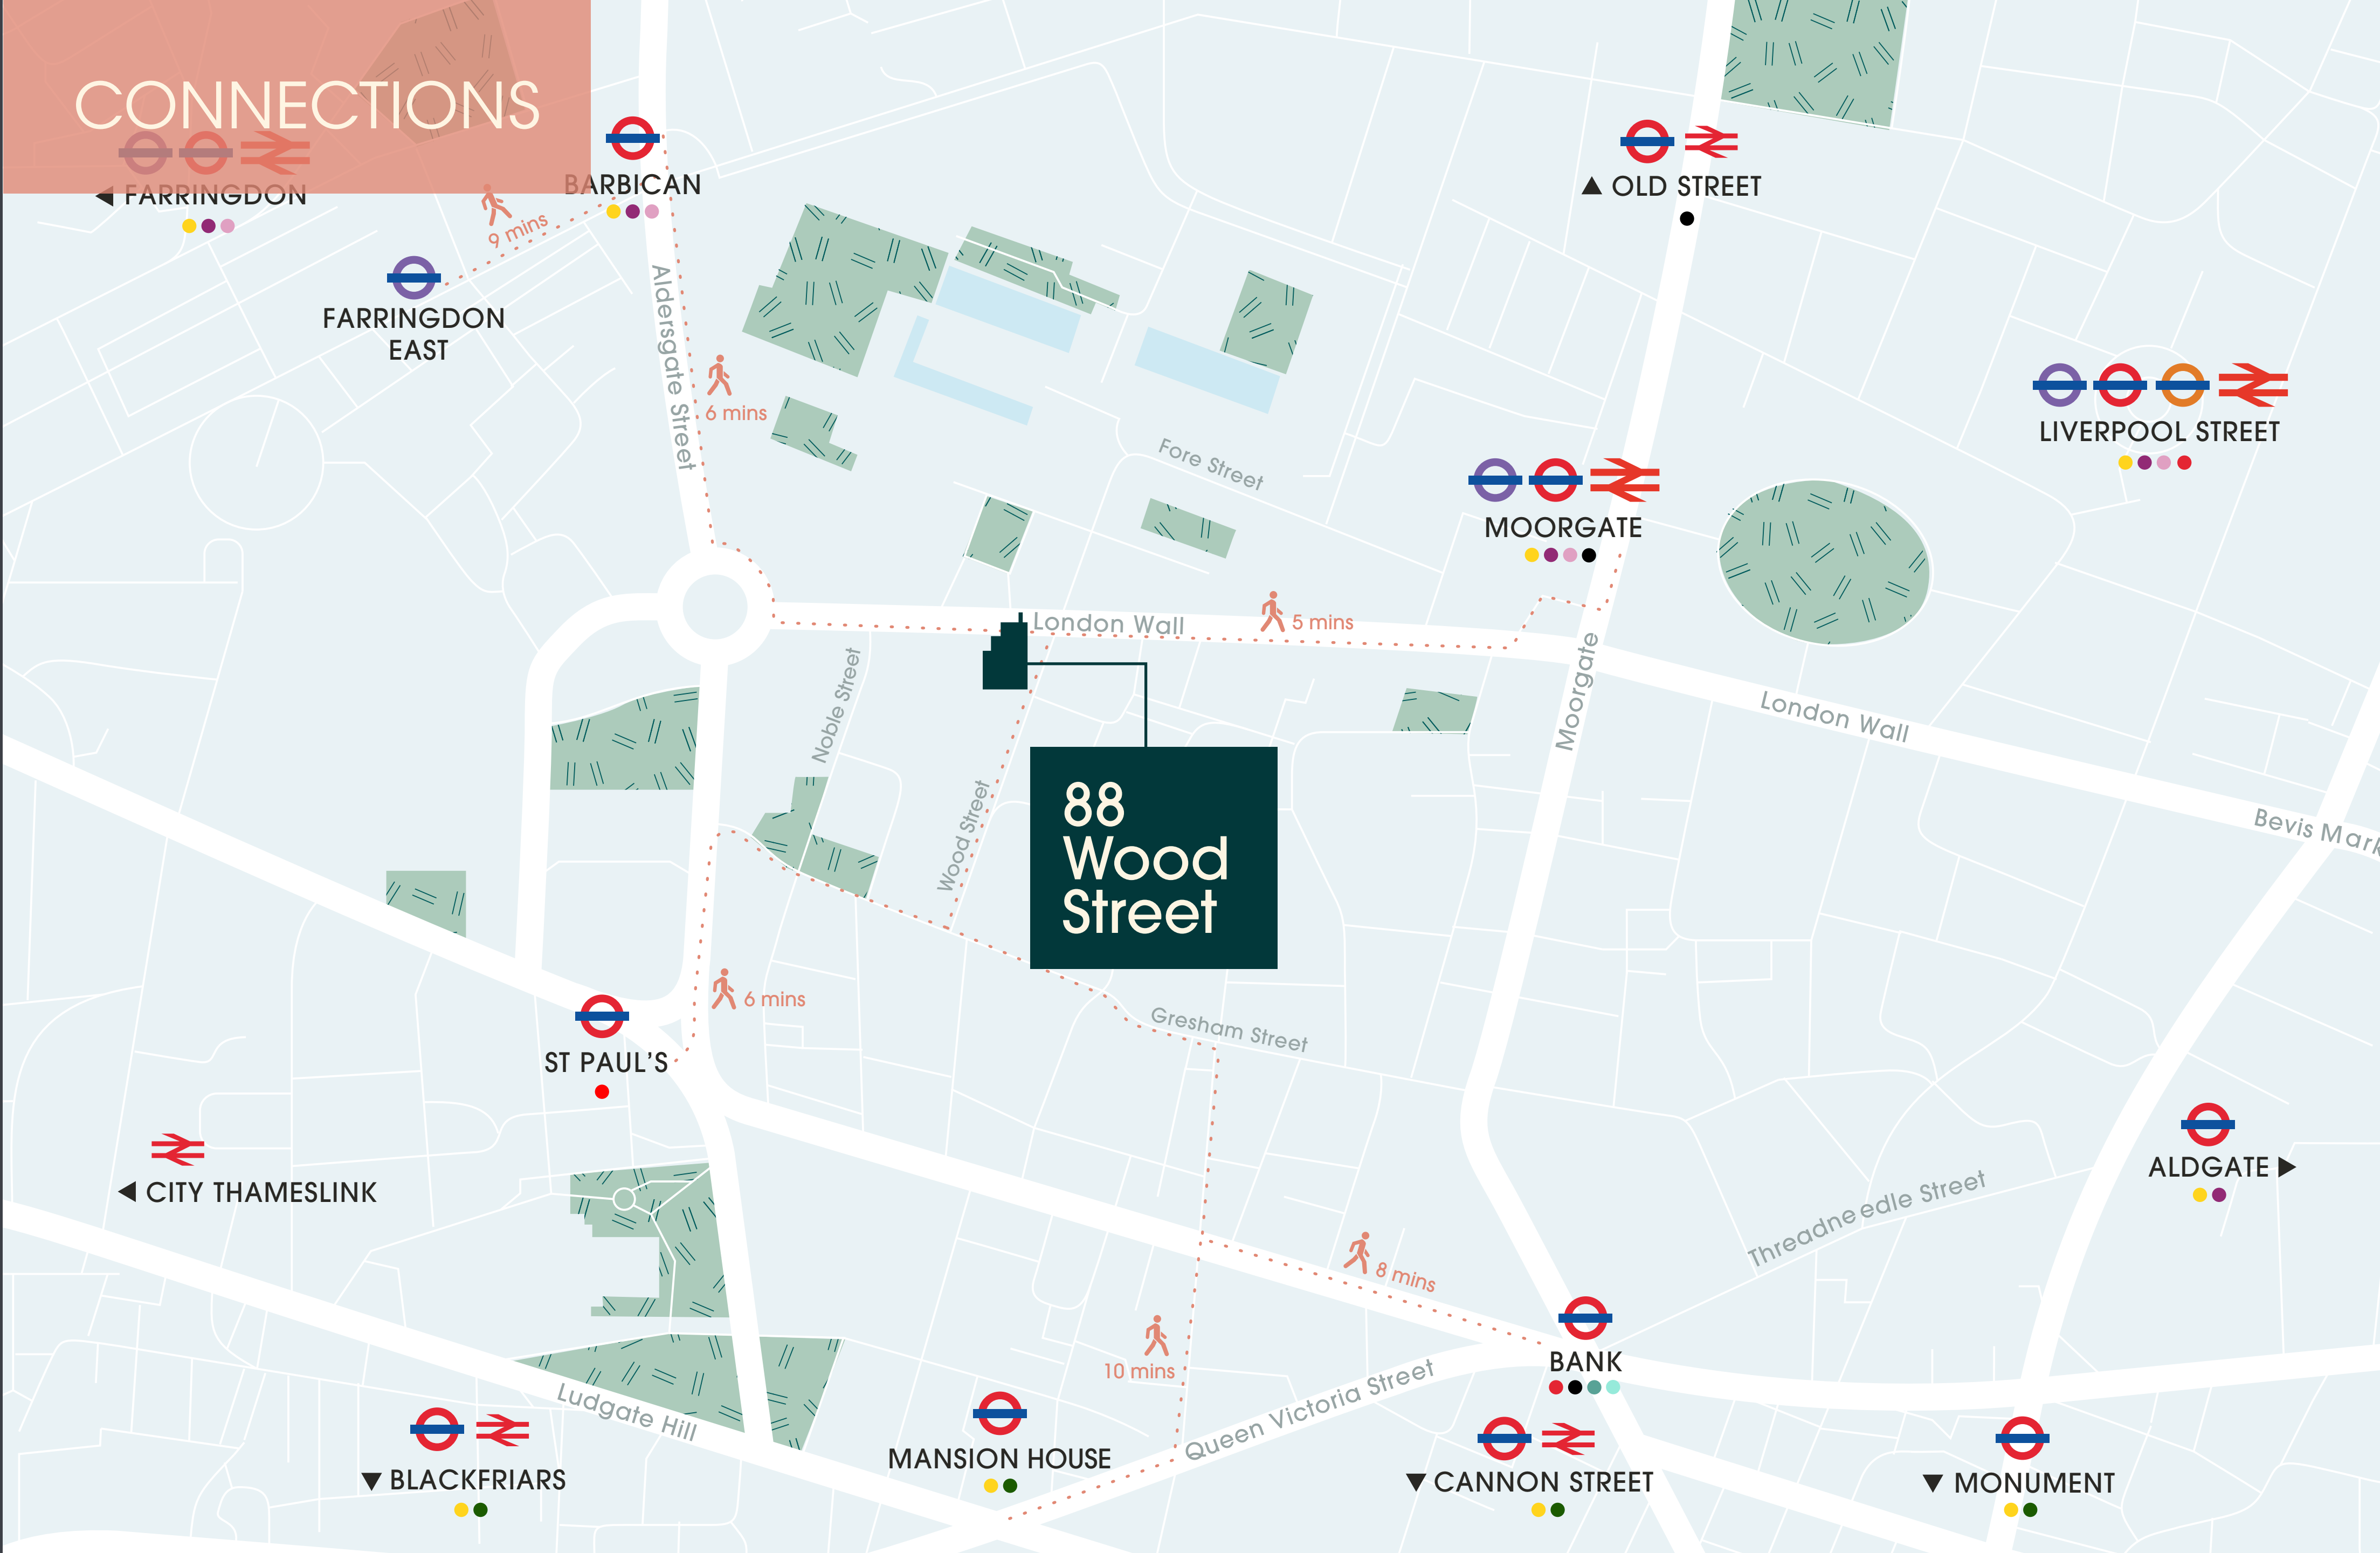 CONNECTIONS
FARRINGDON
BARBICAN
9 mins
OLD STREET
FARRINGDON
EAST
Aldersgate Street
6 mins
LIVERPOOL STREET
Fore Street
MOORGATE
London Wall
5 mins
Noble Street
Moorgate
London Wall
Wood Street
88
Wood
Street
Bevis Mark
6 mins
Gresham Street
ST PAUL'S
CITY THAMESLINK
ALDGATE
Threadneedle Street
8 mins
10 mins
BANK
Queen Victoria Street
Ludgate Hill
MANSION HOUSE
BLACKFRIARS
CANNON STREET
MONUMENT